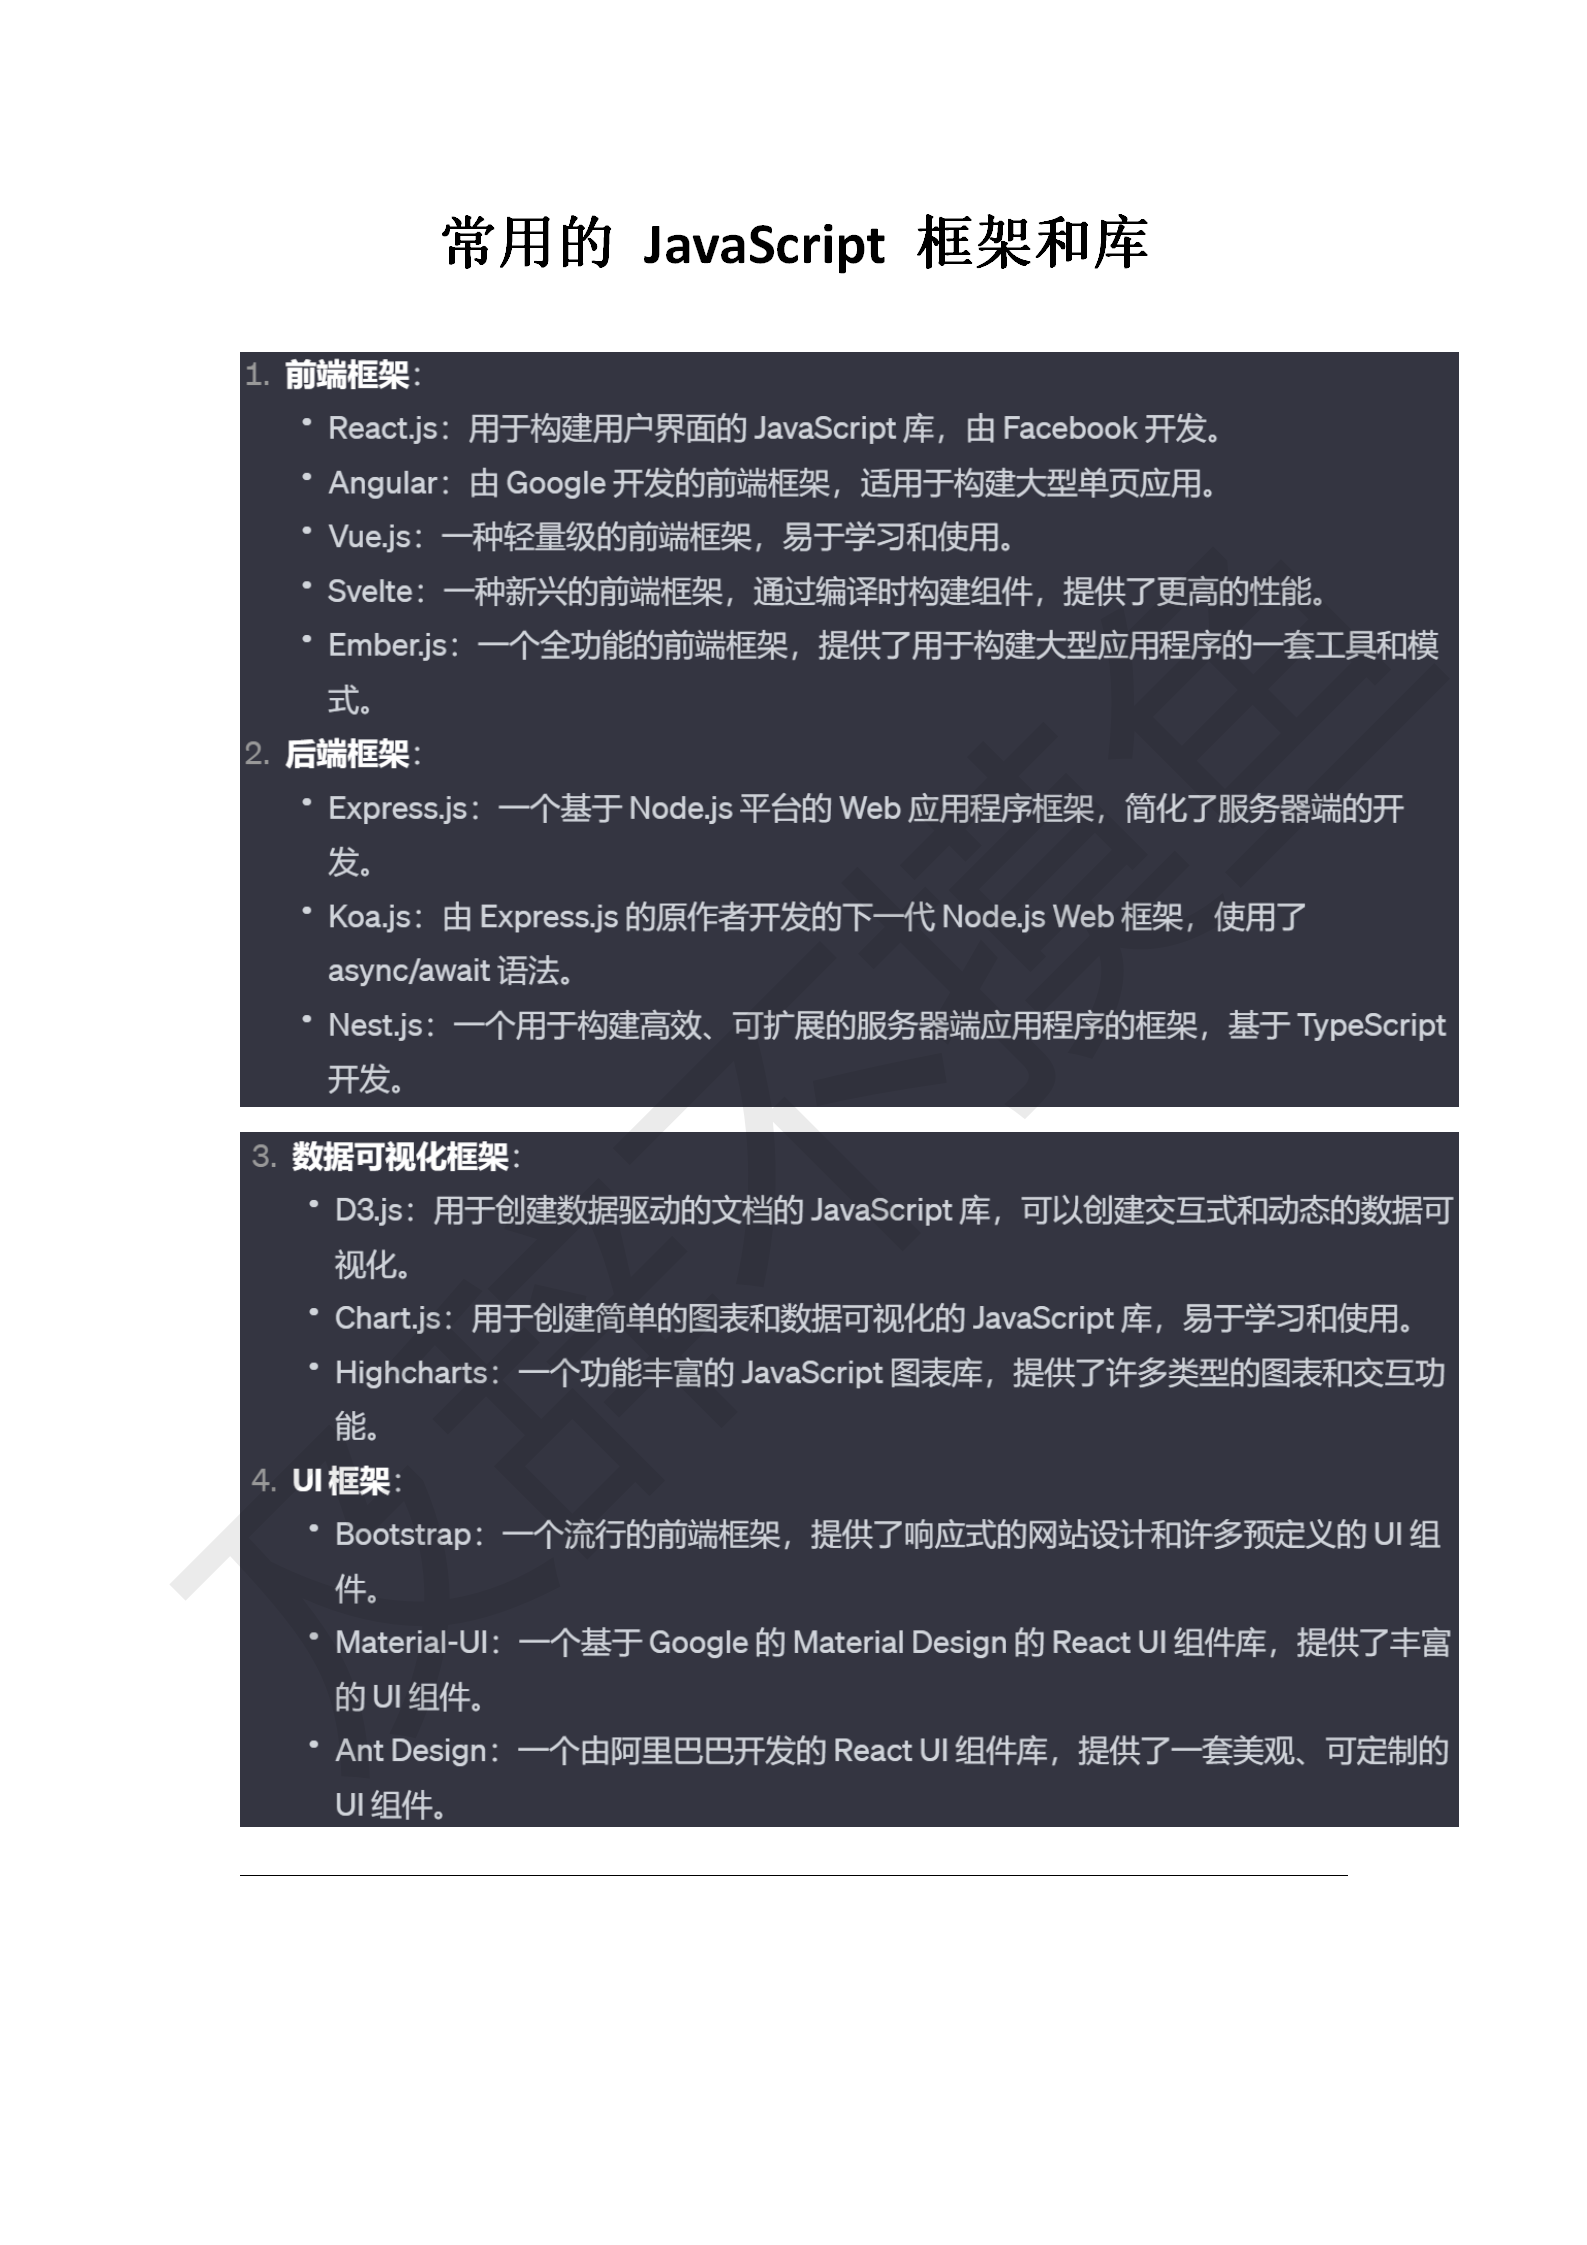 常用的 JavaScript 框架和库
1. 前端框架：
• React.js：用于构建用户界面的 JavaScript 库，由 Facebook 开发。
• Angular：由 Google 开发的前端框架，适用于构建大型单页应用。
• Vue.js：一种轻量级的前端框架，易于学习和使用。
• Svelte：一种新兴的前端框架，通过编译时构建组件，提供了更高的性能。
• Ember.js：一个全功能的前端框架，提供了用于构建大型应用程序的一套工具和模
式。
2. 后端框架：
• Express.js：一个基于 Node.js 平台的 Web 应用程序框架，简化了服务器端的开
发。
• Koa.js：由 Express.js 的原作者开发的下一代 Node.js Web 框架，使用了
async/await 语法。
• Nest.js：一个用于构建高效、可扩展的服务器端应用程序的框架，基于 TypeScript
开发。
3. 数据可视化框架：
• D3.js：用于创建数据驱动的文档的 JavaScript 库，可以创建交互式和动态的数据可
视化。
• Chart.js：用于创建简单的图表和数据可视化的 JavaScript 库，易于学习和使用。
• Highcharts：一个功能丰富的 JavaScript 图表库，提供了许多类型的图表和交互功
能。
4. UI 框架：
• Bootstrap：一个流行的前端框架，提供了响应式的网站设计和许多预定义的 UI 组
件。
• Material-UI：一个基于 Google 的 Material Design 的 React UI 组件库，提供了丰富
的 UI 组件。
• Ant Design：一个由阿里巴巴开发的 React UI 组件库，提供了一套美观、可定制的
UI 组件。
及辞不摸鱼